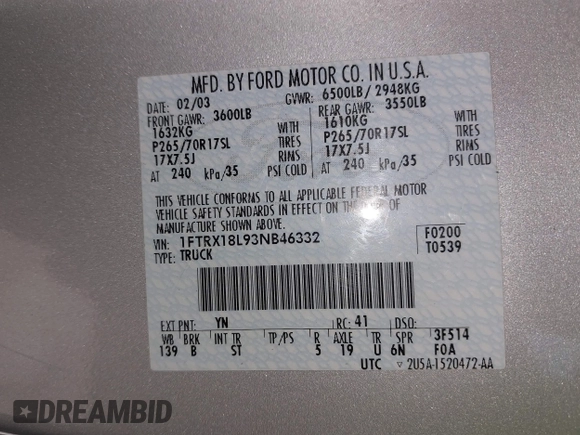 MFD. BY FORD MOTOR CO. IN U.S.A.
DATE: 02/03 GVWR: 6500LB/ 2948KG
FRONT GAWR: 3600LB REAR GAWR: 3550LB
1632KG WITH 1610KG WITH
P265/70R17SL TIRES P265/70R17SL TIRES
17X7.5J RIMS 17X7.5J RIMS
AT 240 kPa/35 PSI COLD AT 240 kPa/35 PSI COLD
THIS VEHICLE CONFORMS TO ALL APPLICABLE FEDERAL MOTOR
VEHICLE SAFETY STANDARDS IN EFFECT ON THE DATE OF
MANUFACTURE SHOWN ABOVE.
VIN: 1FTRX18L93NB46332 F0200
TYPE: TRUCK T0539
EXT PNT: YN RC: 41 DSO:
WB BRK INT TR TP/PS R AXLE TR SPR 3F514
139 B ST 5 19 U 6N F0A
UTC ▽ 2U5A-1520472-AA
DREAMBID